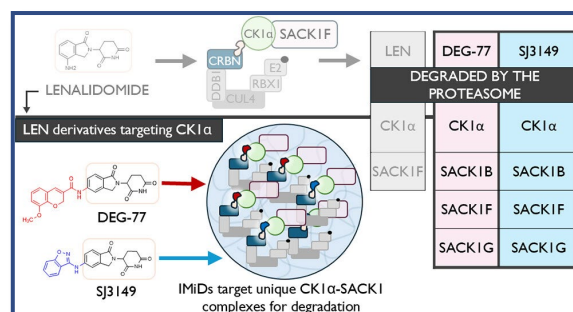 LENALIDOMIDE
NH2
CRBN
CK1α
SACK1F
DDB1
CUL4
RBX1
E2
LEN derivatives targeting CK1α
DEG-77
SJ3149
IMiDs target unique CK1α-SACK1
complexes for degradation
LEN DEG-77 SJ3149
DEGRADED BY THE
PROTEASOME
CK1α CK1α CK1α
SACK1F SACK1B SACK1B
SACK1F SACK1F
SACK1G SACK1G